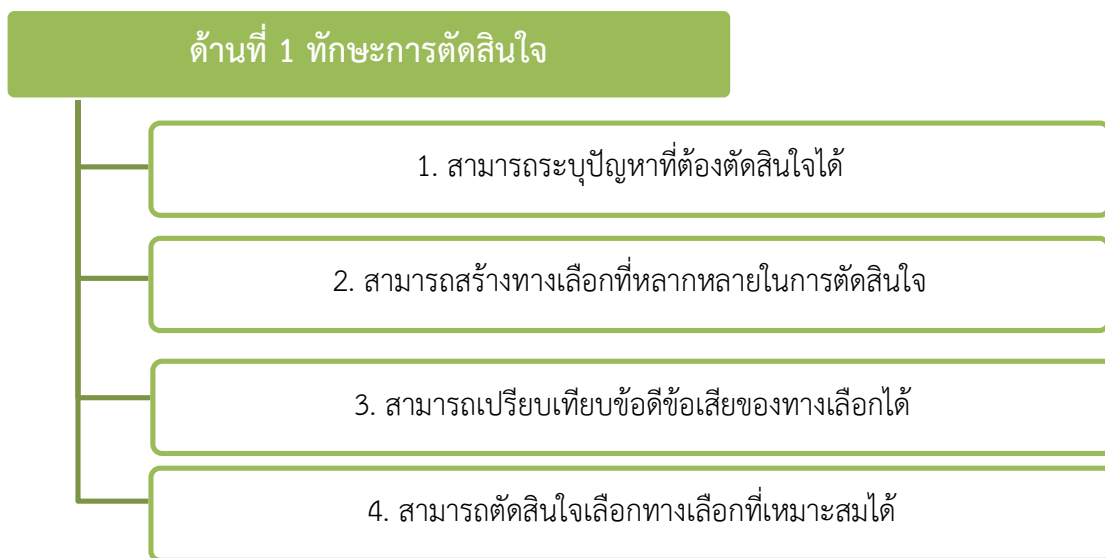 ด้านที่ 1 ทักษะการตัดสินใจ
1. สามารถระบุปัญหาที่ต้องตัดสินใจได้
2. สามารถสร้างทางเลือกที่หลากหลายในการตัดสินใจ
3. สามารถเปรียบเทียบข้อดีข้อเสียของทางเลือกได้
4. สามารถตัดสินใจเลือกทางเลือกที่เหมาะสมได้